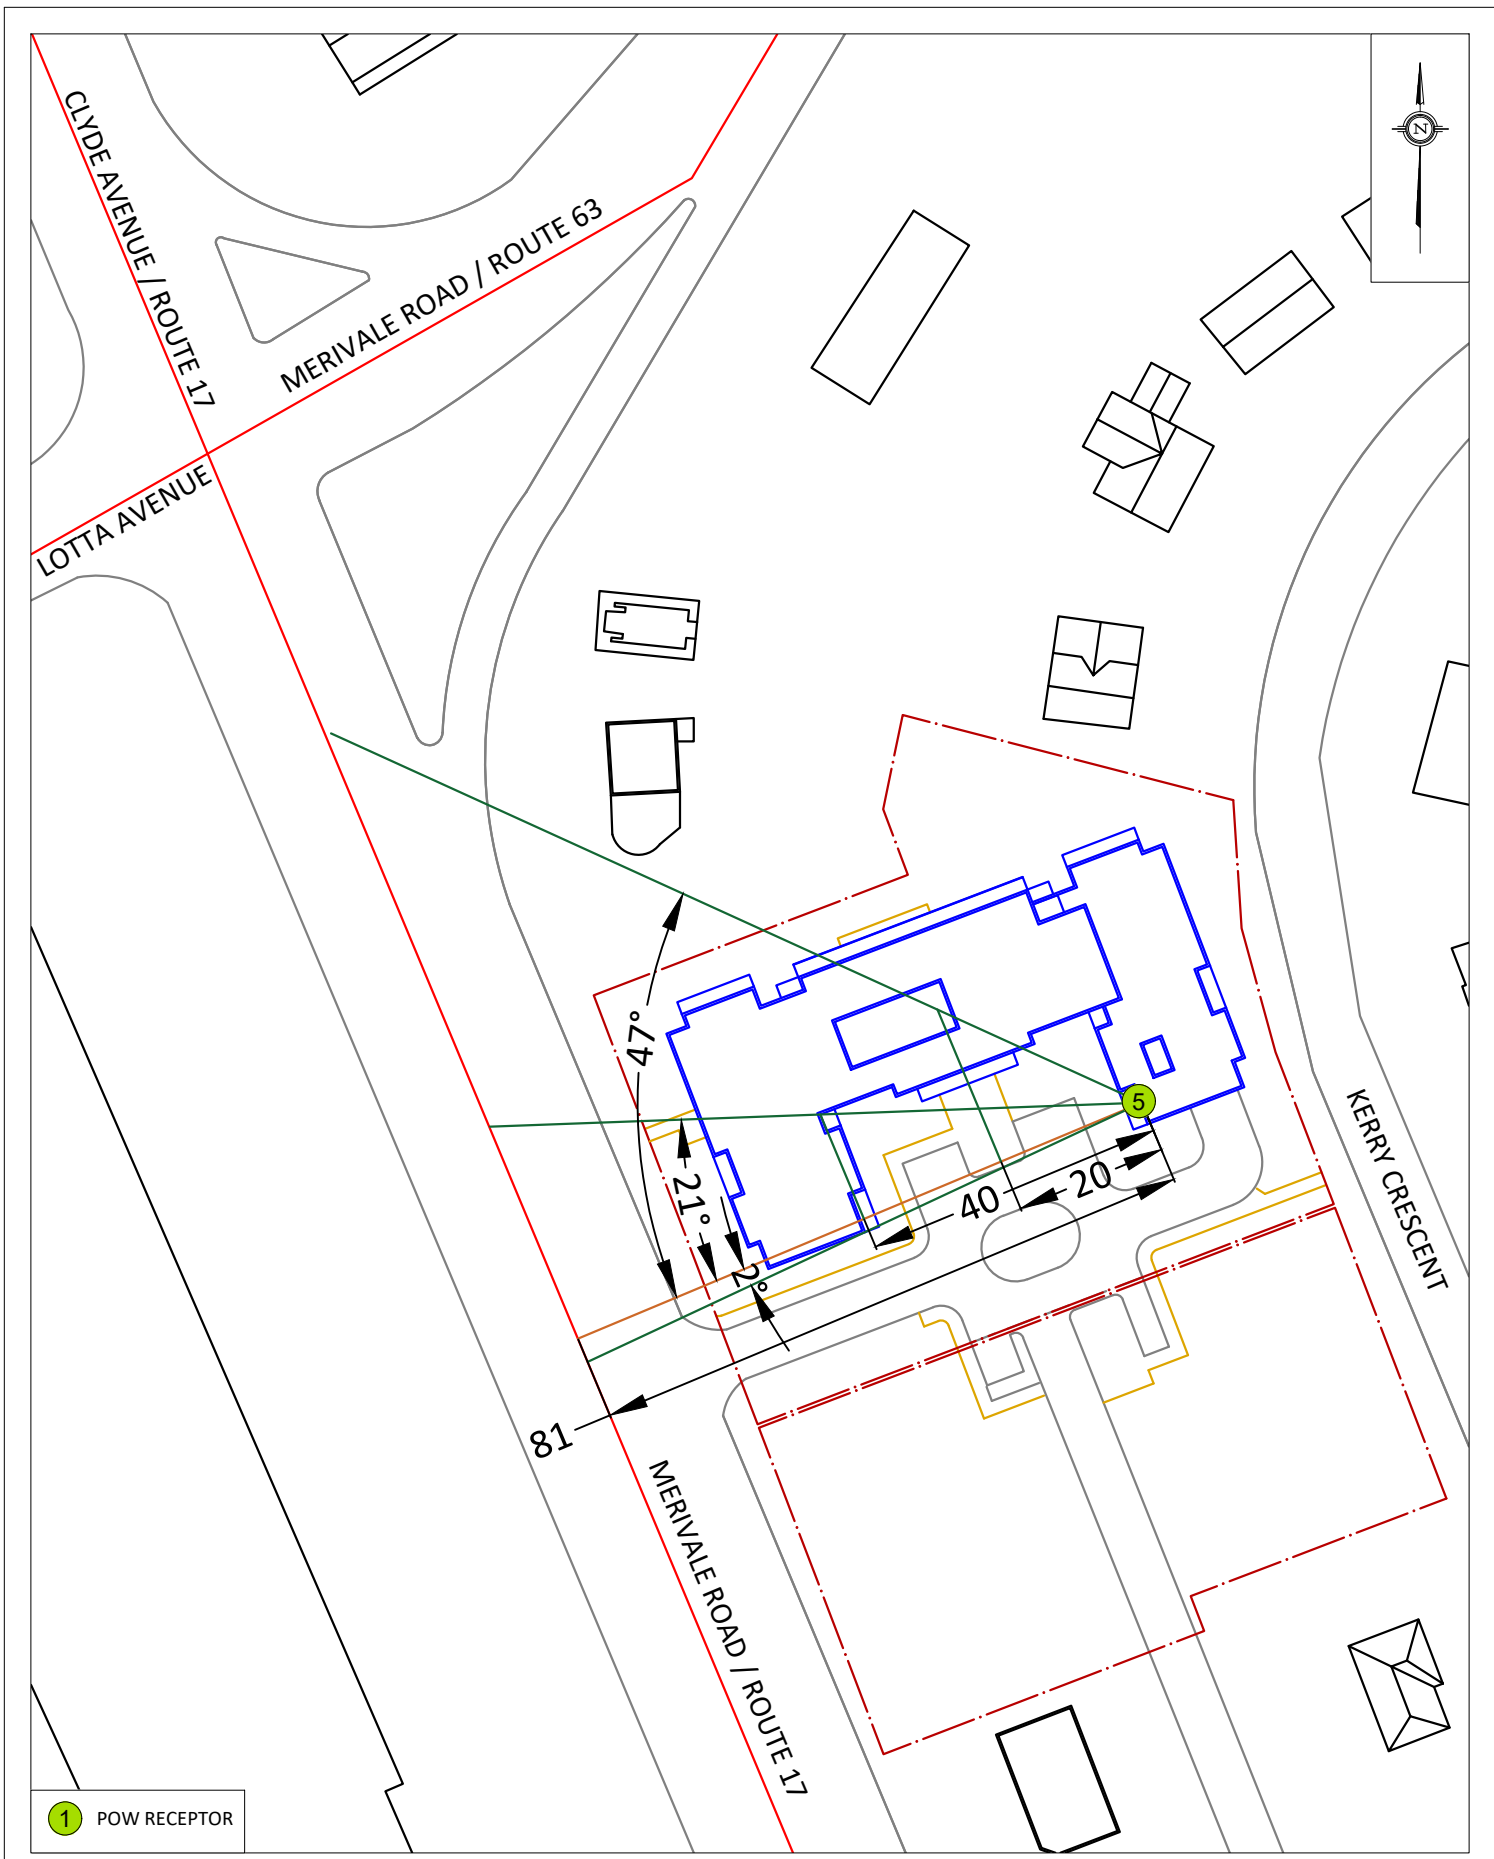 CLYDE AVENUE / ROUTE 17
N
MERIVALE ROAD / ROUTE 63
LOTTA AVENUE
47°
5
21°
40
20
2°
KERRY CRESCENT
81
MERIVALE ROAD / ROUTE 17
1 POW RECEPTOR